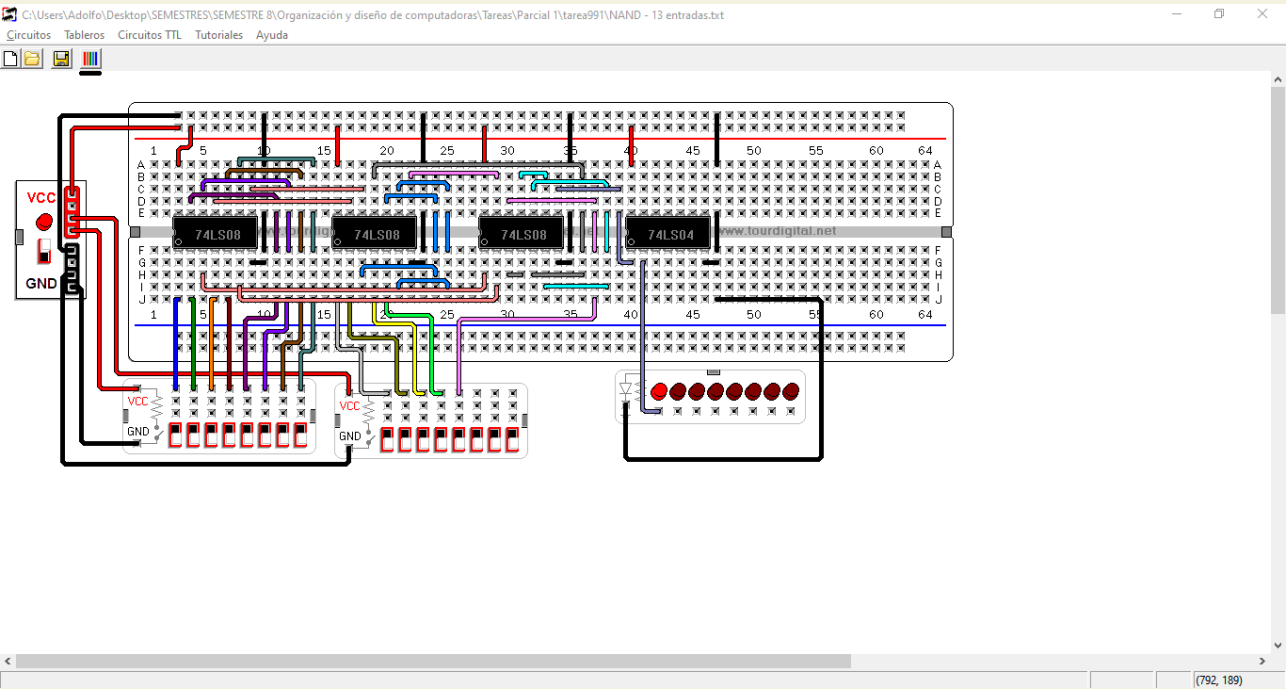 C:\Users\Adolfo\Desktop\SEMESTRES\SEMESTRE 8\Organización y diseño de computadoras\Tareas\Parcial 1\tarea991\NAND - 13 entradas.txt
Circuitos Tableros Circuitos TTL Tutoriales Ayuda
1 5 10 15 20 25 30 35 40 45 50 55 60 64
A A
B B
C C
D D
E E
VCC
74LS08 74LS08 74LS08 74LS04 www.tourdigital.net
F F
G G
H H
I I
J J
GND
1 5 10 15 20 25 30 35 40 45 50 55 60 64
VCC VCC
GND GND
(792, 189)